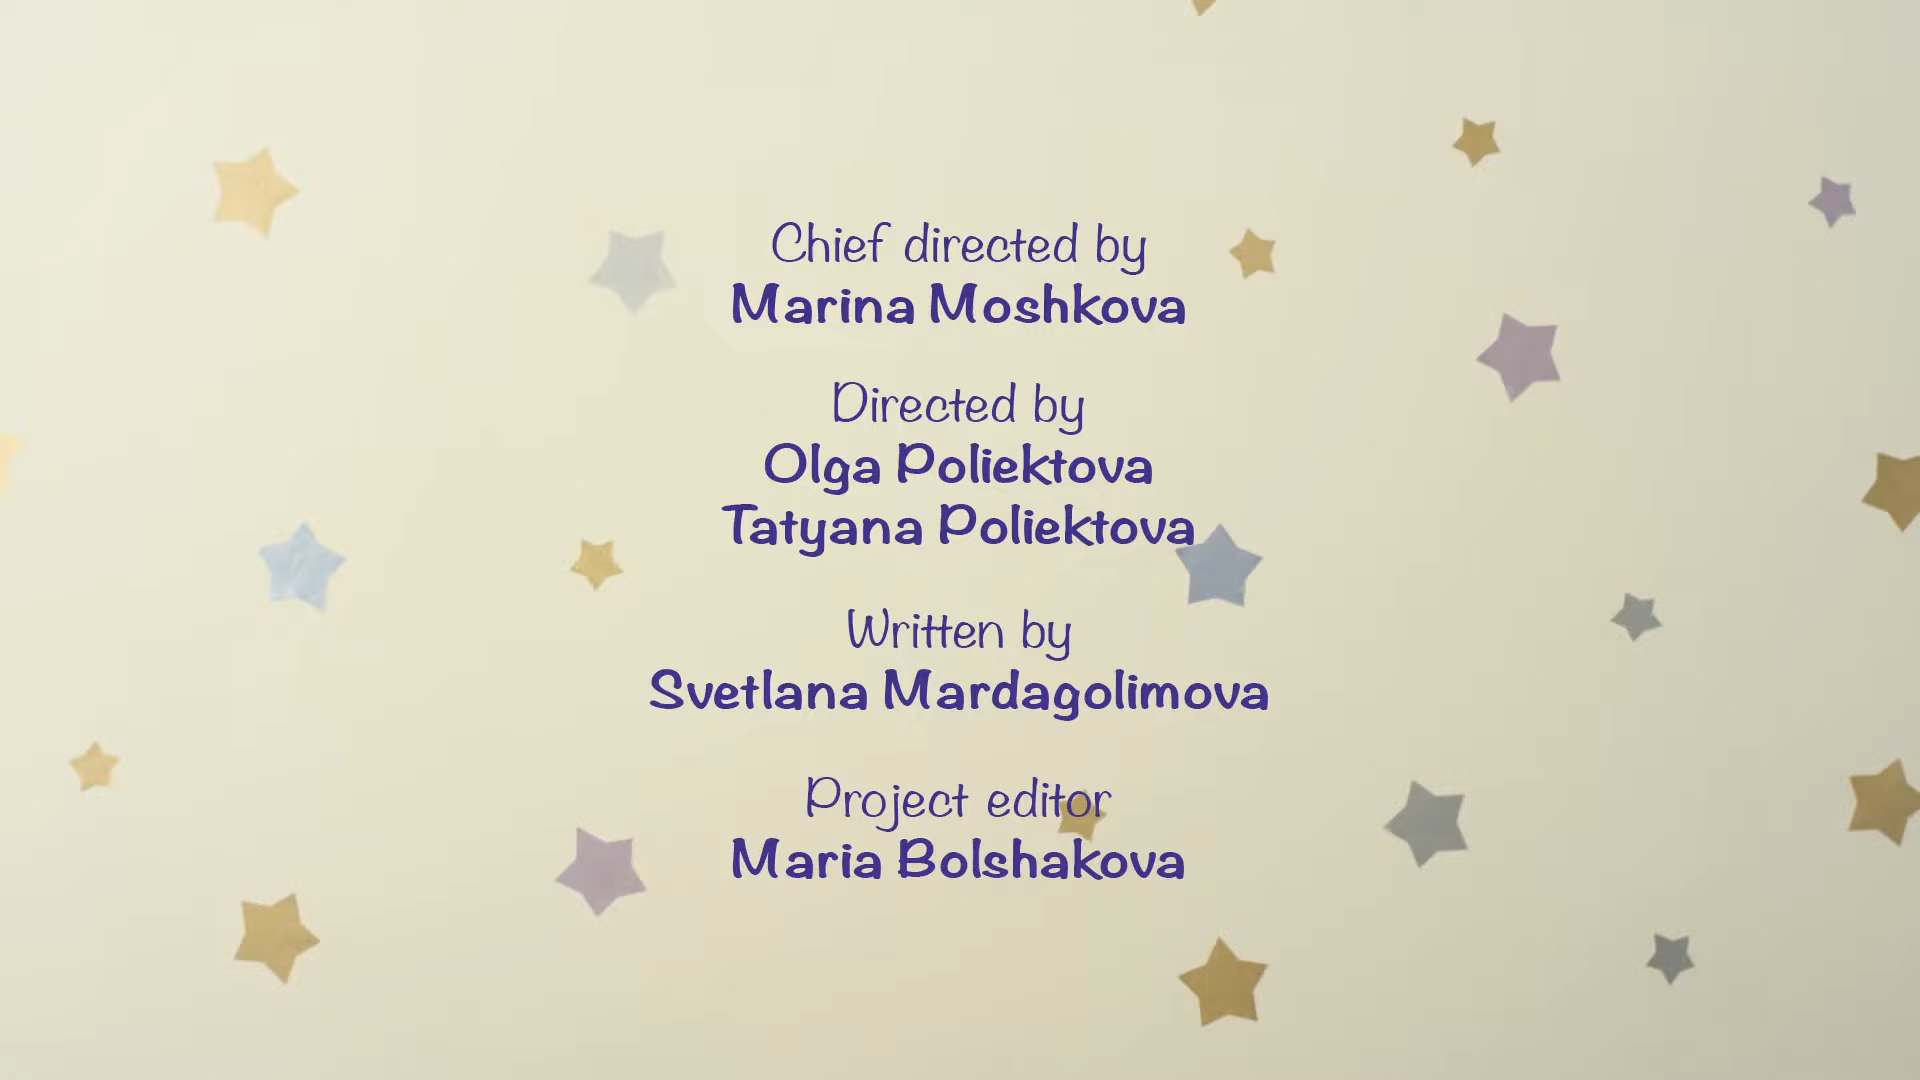 Chief directed by
Marina Moshkova
Directed by
Olga Poliektova
Tatyana Poliektova
Written by
Svetlana Mardagolimova
Project editor
Maria Bolshakova